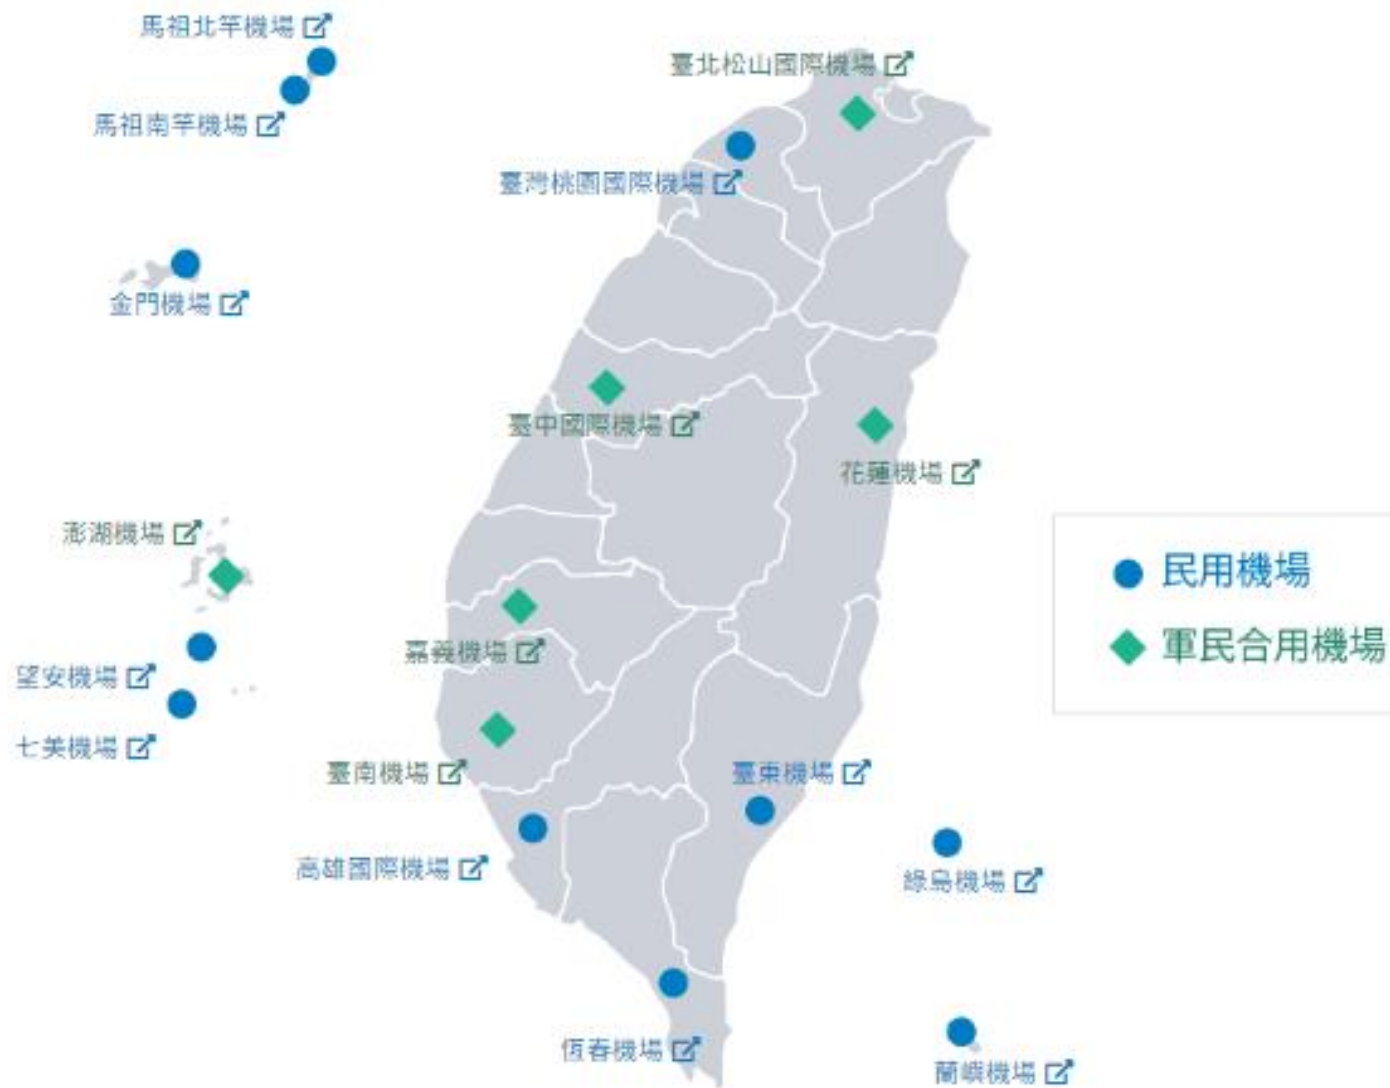 馬祖北竿機場
臺北松山國際機場
馬祖南竿機場
臺灣桃園國際機場
金門機場
臺中國際機場
花蓮機場
澎湖機場
民用機場
軍民合用機場
嘉義機場
望安機場
七美機場
臺南機場
臺東機場
高雄國際機場
綠島機場
恆春機場
蘭嶼機場